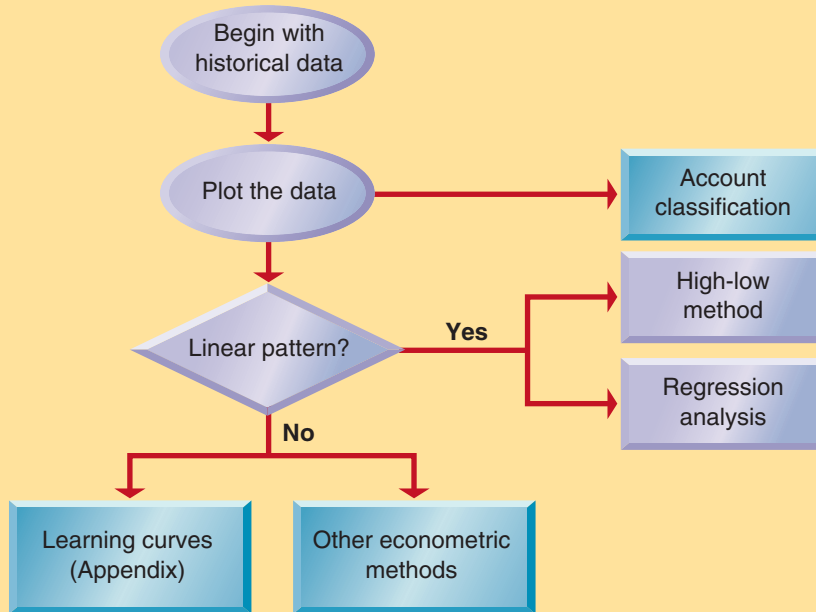 Begin with
historical data
Plot the data
Account
classification
High-low
method
Linear pattern?
Yes
Regression
analysis
No
Learning curves
(Appendix)
Other econometric
methods